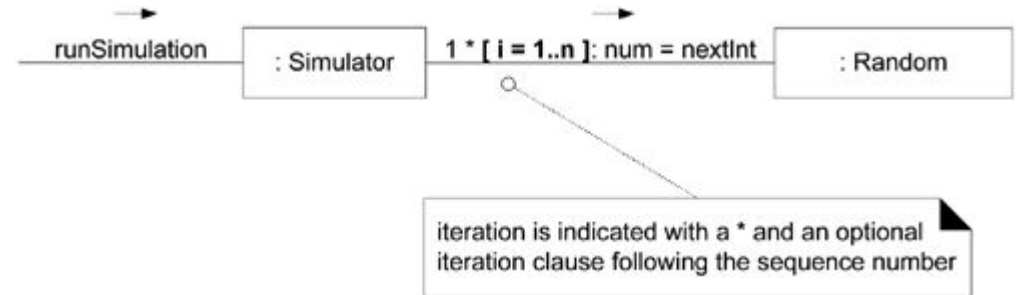 runSimulation
: Simulator
1 * [ i = 1..n ]: num = nextInt
: Random
iteration is indicated with a * and an optional
iteration clause following the sequence number